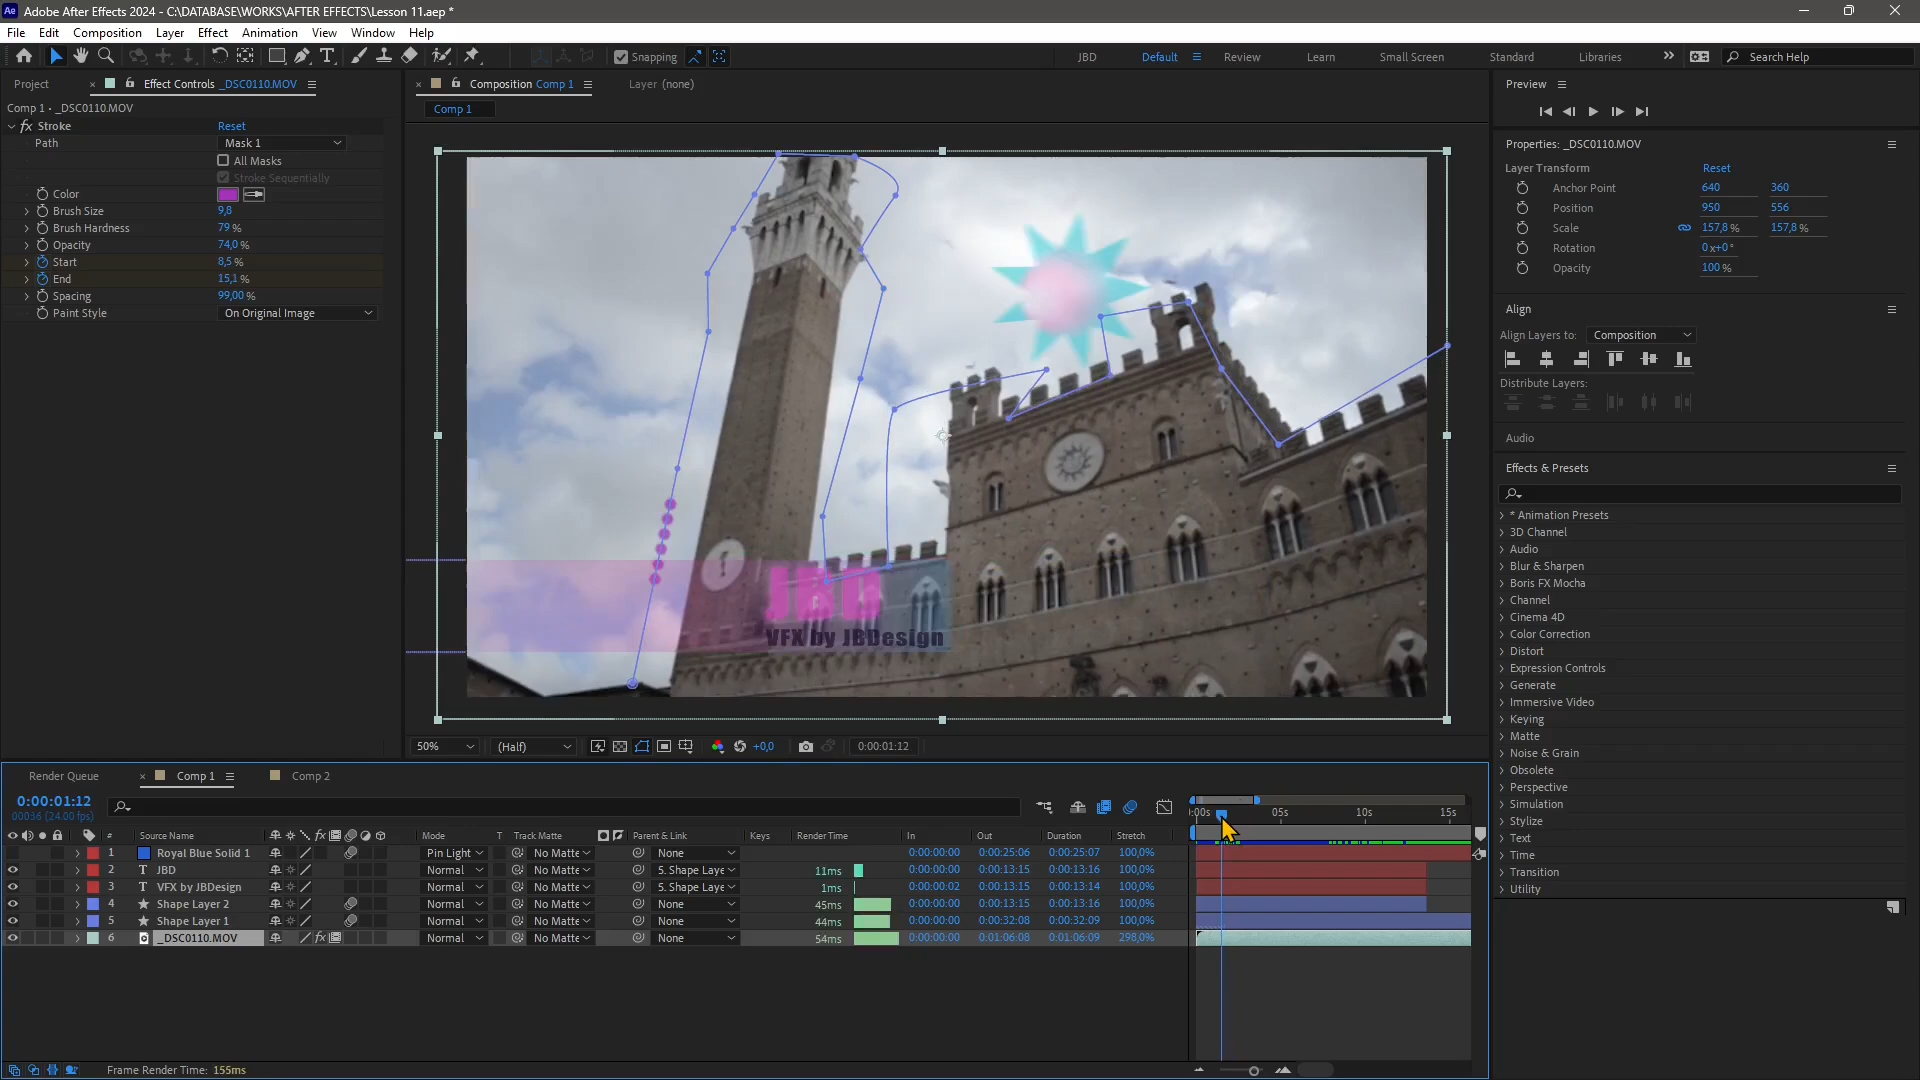 Adobe After Effects 2024 - C:\DATABASE\WORKS\AFTER EFFECTS\Lesson 11.aep *
File Edit Composition Layer Effect Animation View Window Help
Snapping JBD Default Review Learn Small Screen Standard Libraries Search Help
Project Effect Controls _DSC0110.MOV
Comp 1 • _DSC0110.MOV
Stroke Reset
Path Mask 1
All Masks
Stroke Sequentially
Color
Brush Size 9,8
Brush Hardness 79 %
Opacity 74,0 %
Start 8,5 %
End 15,1 %
Spacing 99,00 %
Paint Style On Original Image
Composition Comp 1 Layer (none)
Comp 1
JBD
VFX by JBDesign
50% (Half) +0,0 0:00:01:12
Preview
Properties: _DSC0110.MOV
Layer Transform Reset
Anchor Point 640 360
Position 950 556
Scale 157,8 % 157,8 %
Rotation 0x+0°
Opacity 100 %
Align
Align Layers to: Composition
Distribute Layers:
Audio
Effects & Presets
* Animation Presets
3D Channel
Audio
Blur & Sharpen
Boris FX Mocha
Channel
Cinema 4D
Color Correction
Distort
Expression Controls
Generate
Immersive Video
Keying
Matte
Noise & Grain
Obsolete
Perspective
Simulation
Stylize
Text
Time
Transition
Utility
Render Queue Comp 1 Comp 2
0:00:01:12
00036 (24.00 fps)
:00s 05s 10s 15s
# Source Name Mode T Track Matte Parent & Link Keys Render Time In Out Duration Stretch
1 Royal Blue Solid 1 Pin Light No Matte None 0:00:00:00 0:00:25:06 0:00:25:07 100,0%
2 T JBD Normal No Matte 5. Shape Laye 11ms 0:00:00:00 0:00:13:15 0:00:13:16 100,0%
3 T VFX by JBDesign Normal No Matte 5. Shape Laye 1ms 0:00:00:02 0:00:13:15 0:00:13:14 100,0%
4 Shape Layer 2 Normal No Matte None 45ms 0:00:00:00 0:00:13:15 0:00:13:16 100,0%
5 Shape Layer 1 Normal No Matte None 44ms 0:00:00:00 0:00:32:08 0:00:32:09 100,0%
6 _DSC0110.MOV Normal No Matte None 54ms 0:00:00:00 0:01:06:08 0:01:06:09 298,0%
Frame Render Time: 155ms